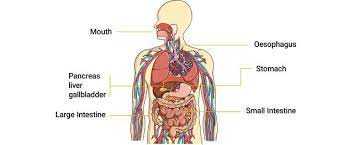 Mouth
Oesophagus
Pancreas
liver
gallbladder
Stomach
Large Intestine
Small Intestine